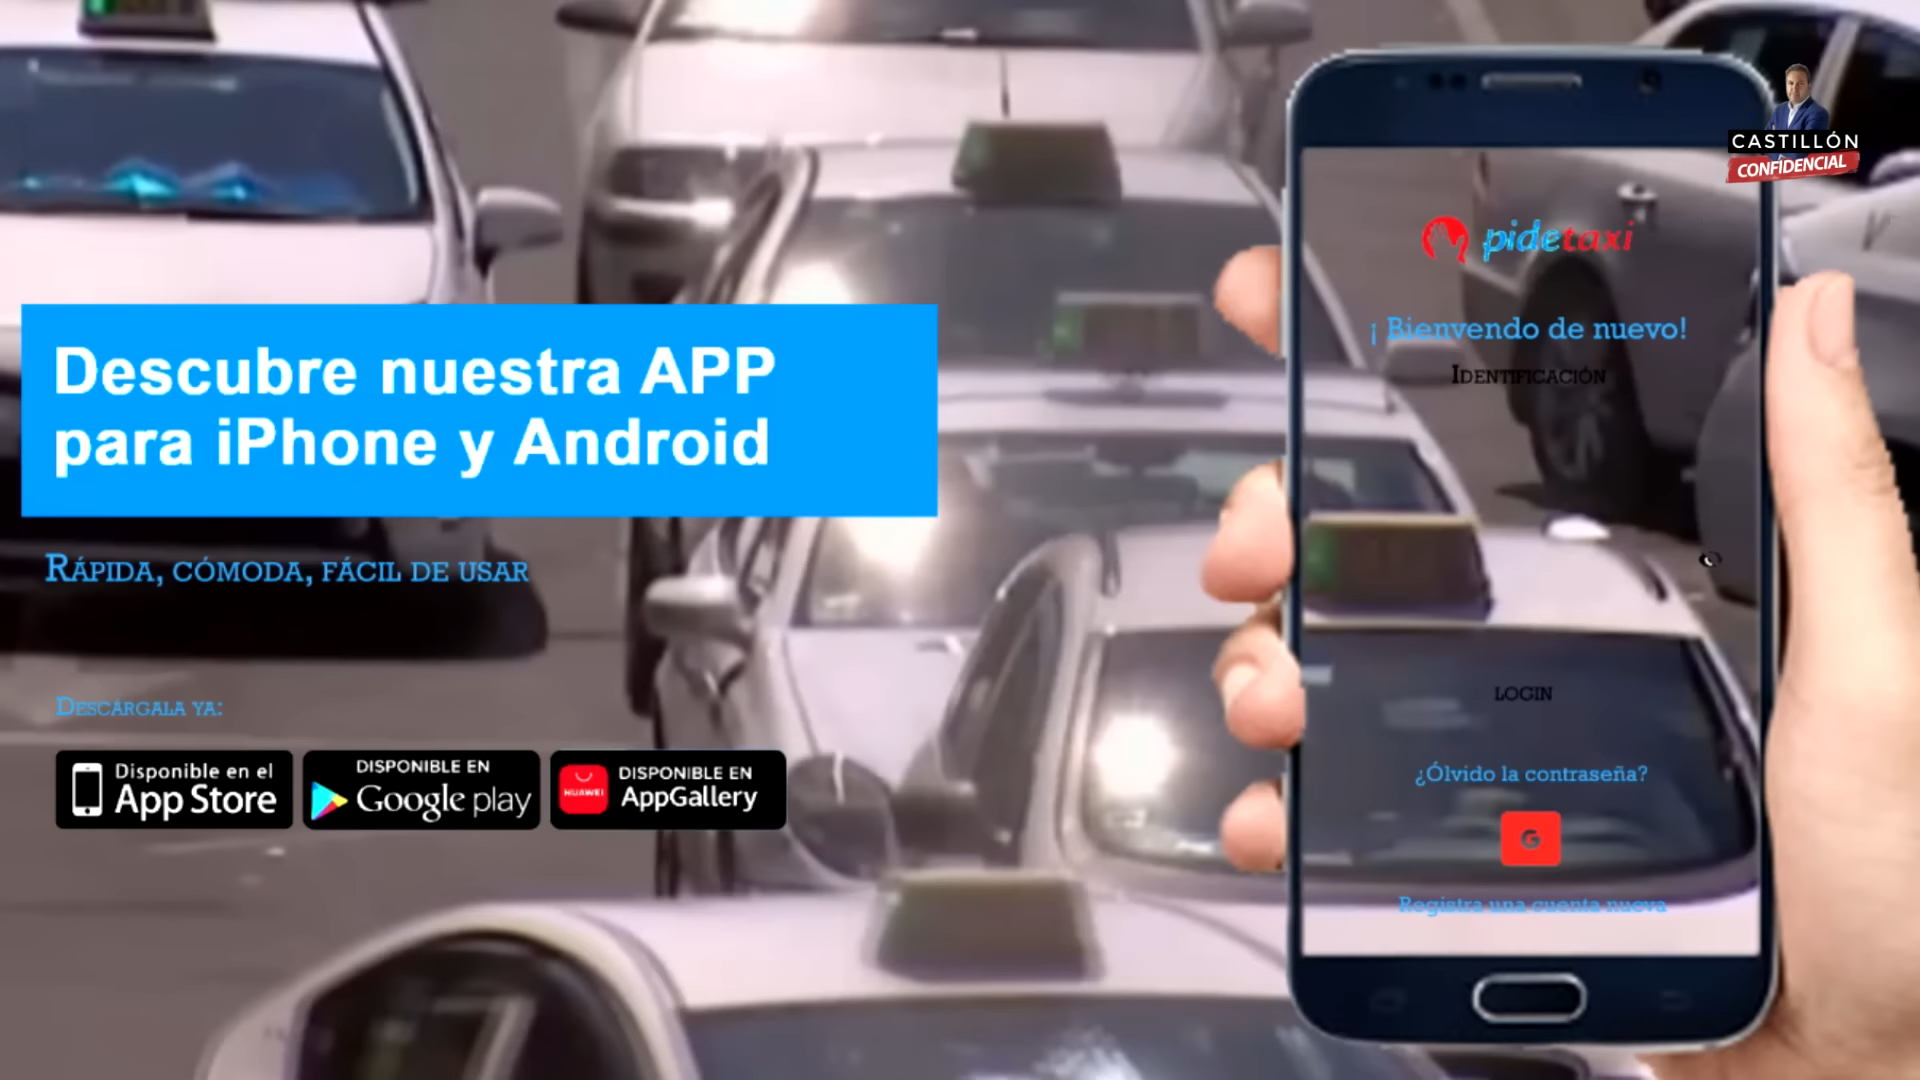 Descubre nuestra APP
para iPhone y Android
RÁPIDA, CÓMODA, FÁCIL DE USAR
DESCÁRGALA YA:
Disponible en el
App Store
DISPONIBLE EN
Google play
HUAWEI
DISPONIBLE EN
AppGallery
CASTILLÓN
CONFIDENCIAL
pidetaxi
¡ Bienvendo de nuevo!
IDENTIFICACIÓN
LOGIN
¿Ólvido la contraseña?
G
Registra una cuenta nueva